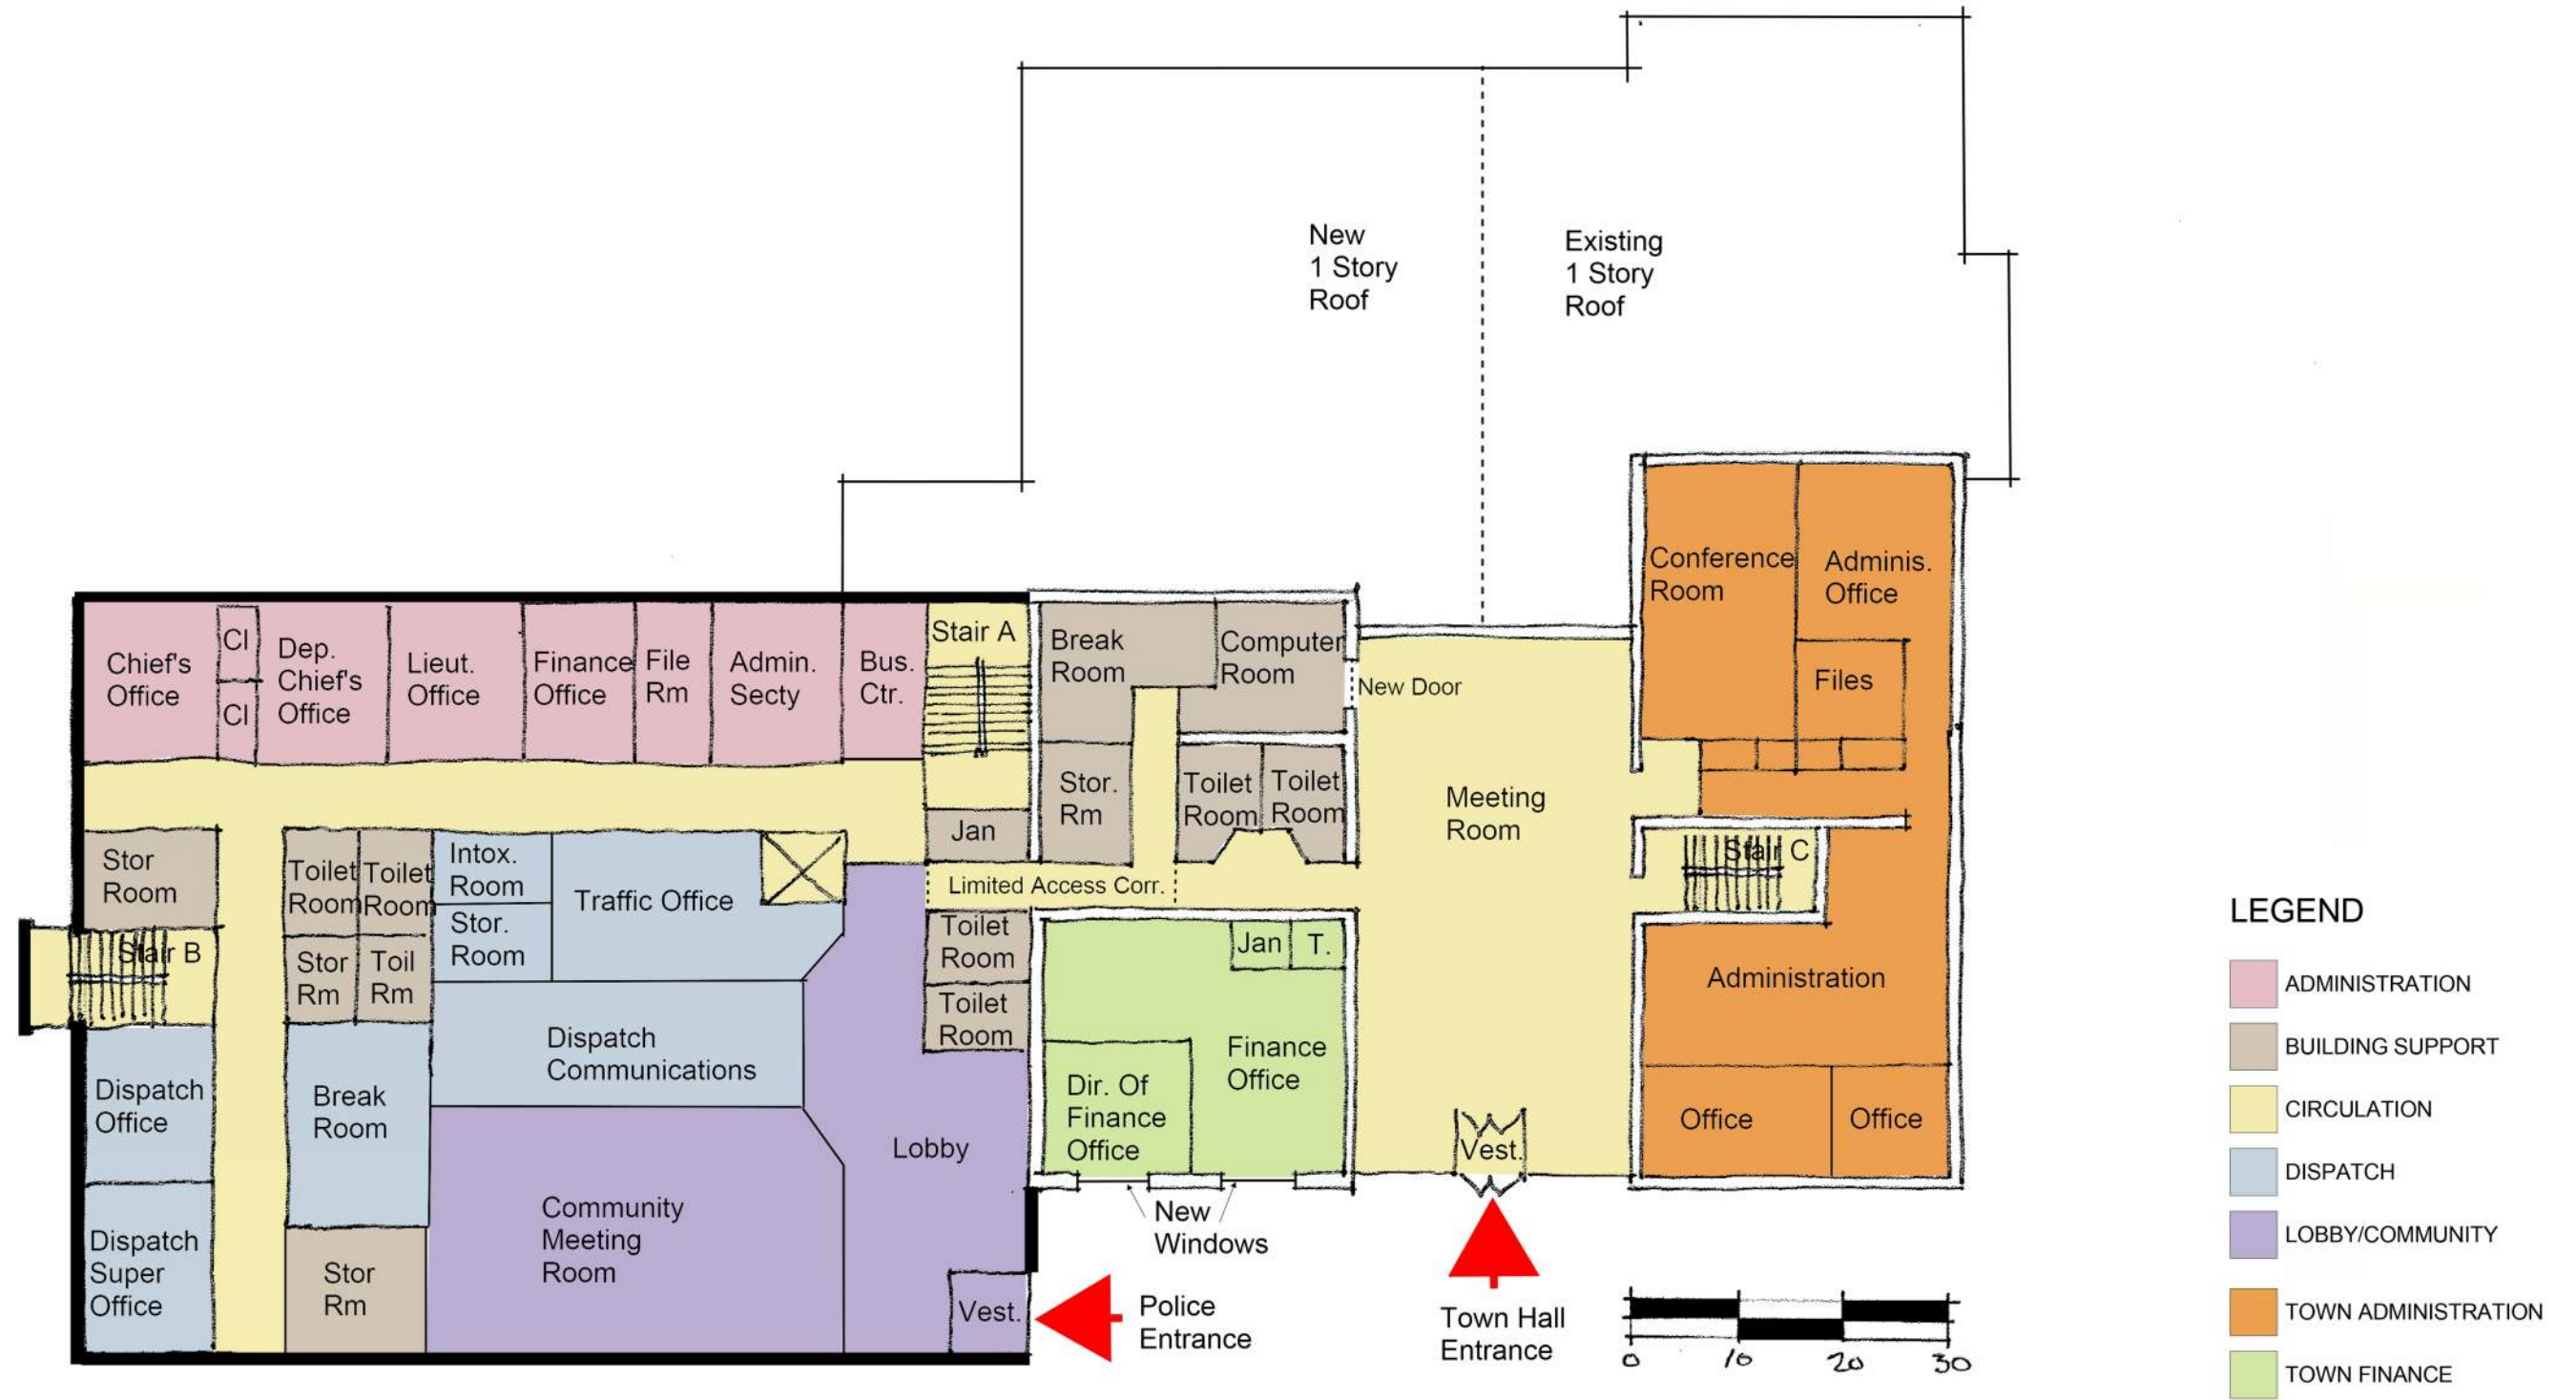 New
1 Story
Roof
Existing
1 Story
Roof
Chief's
Office
Cl
Cl
Dep.
Chief's
Office
Lieut.
Office
Finance
Office
File
Rm
Admin.
Secty
Bus.
Ctr.
Stair A
Break
Room
Computer
Room
New Door
Conference
Room
Adminis.
Office
Files
Stor.
Rm
Toilet
Room
Toilet
Room
Meeting
Room
Jan
Limited Access Corr.
Stair C
Stor
Room
Toilet
Room
Toilet
Room
Intox.
Room
Stor.
Room
Traffic Office
Stair B
Stor
Rm
Toil
Rm
Toilet
Room
Toilet
Room
Jan
T.
Administration
Dispatch
Communications
Finance
Office
Dir. Of
Finance
Office
Dispatch
Office
Break
Room
Lobby
Office
Office
Vest.
Dispatch
Super
Office
Stor
Rm
Community
Meeting
Room
Vest.
New
Windows
Police
Entrance
Town Hall
Entrance
0 10 20 30
LEGEND
ADMINISTRATION
BUILDING SUPPORT
CIRCULATION
DISPATCH
LOBBY/COMMUNITY
TOWN ADMINISTRATION
TOWN FINANCE